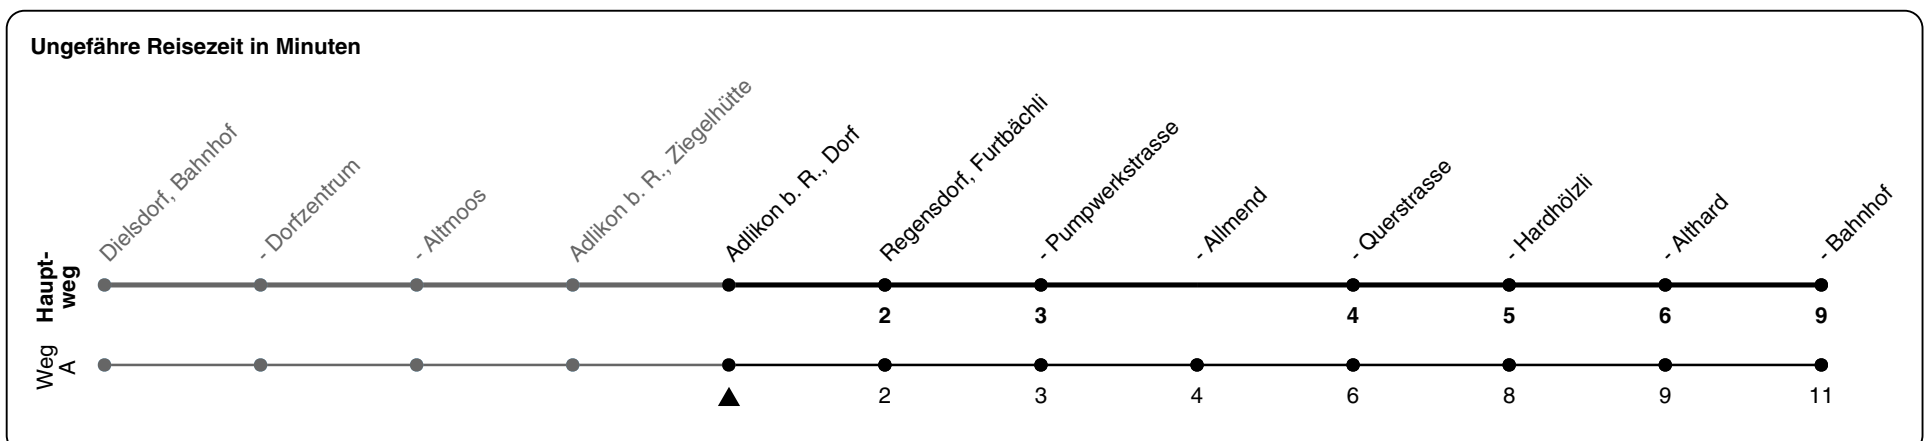 Ungefähre Reisezeit in Minuten
Dielsdorf, Bahnhof
- Dorfzentrum
- Altmoos
Adlikon b. R., Ziegelhütte
Adlikon b. R., Dorf
Regensdorf, Furtbächli
- Pumpwerkstrasse
- Allmend
- Querstrasse
- Hardhölzli
- Althard
- Bahnhof
Haupt-
weg
2 3 4 5 6 9
Weg
A
2 3 4 6 8 9 11